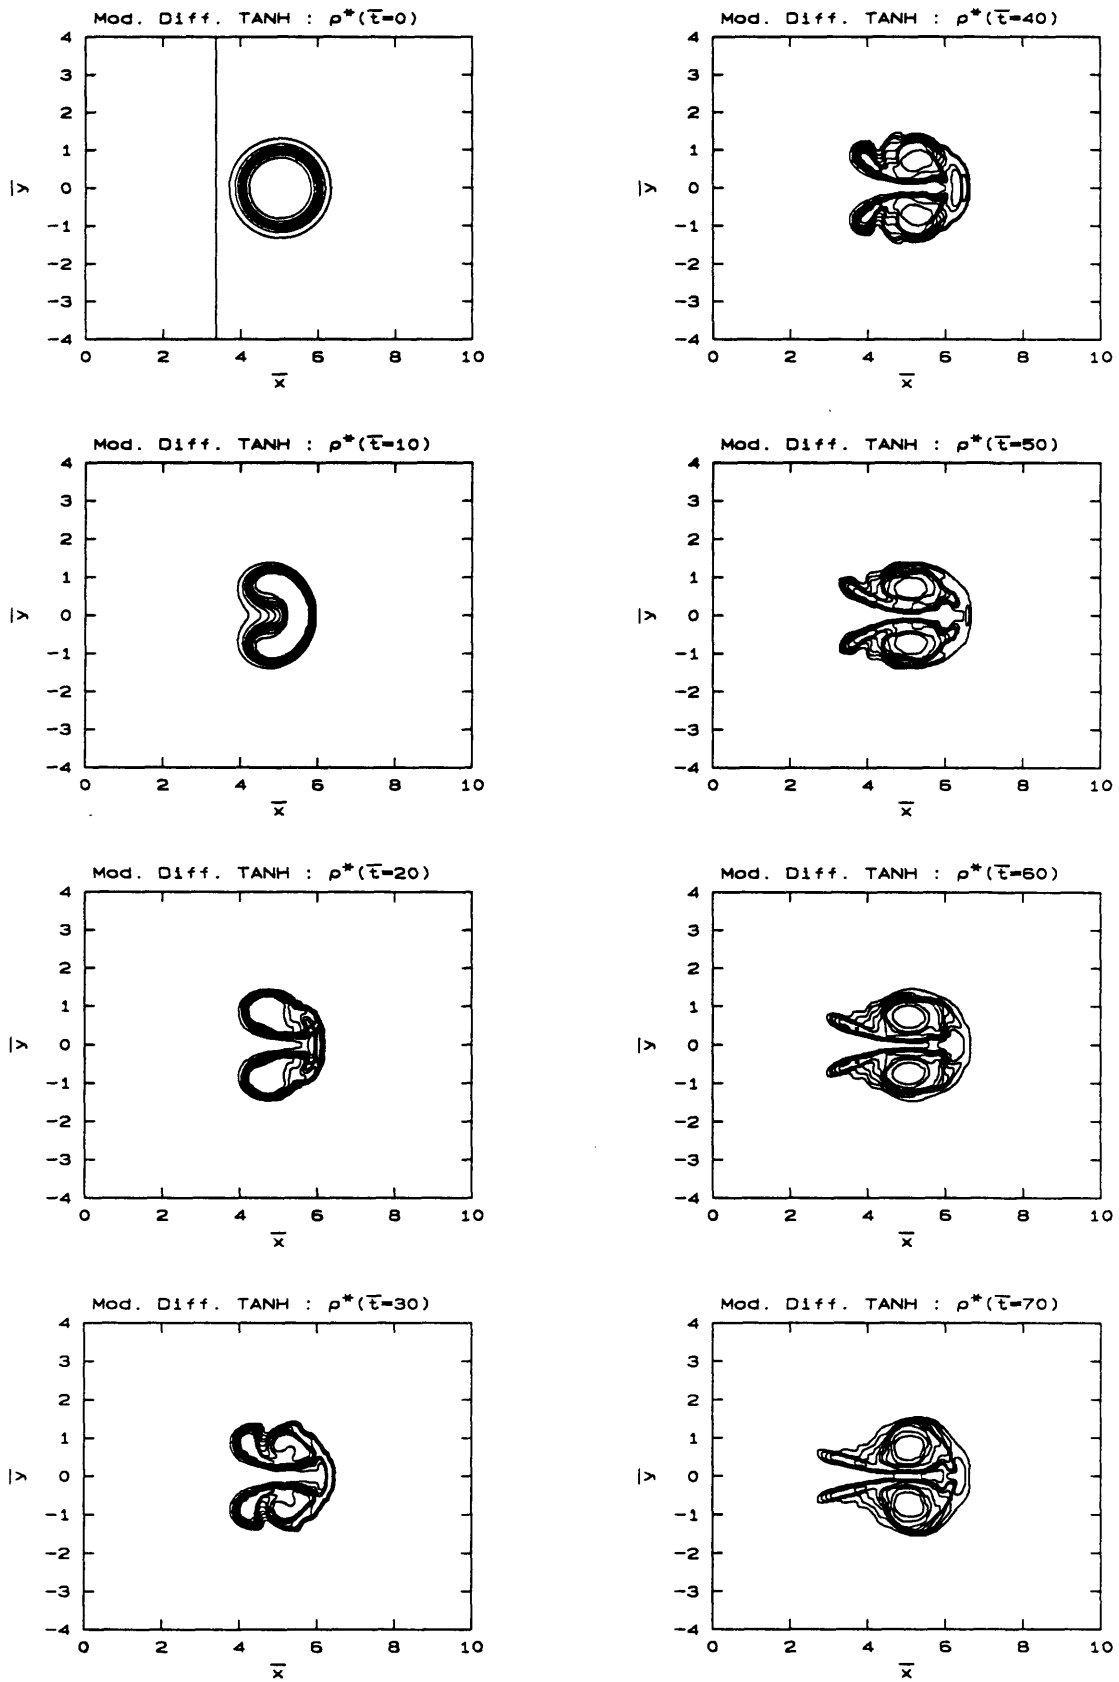 Mod. Diff. TANH : ρ*(t̅=0)
4
3
2
1
0
-1
-2
-3
-4
y̅
0 2 4 6 8 10
x̅
Mod. Diff. TANH : ρ*(t̅=10)
4
3
2
1
0
-1
-2
-3
-4
y̅
0 2 4 6 8 10
x̅
Mod. Diff. TANH : ρ*(t̅=20)
4
3
2
1
0
-1
-2
-3
-4
y̅
0 2 4 6 8 10
x̅
Mod. Diff. TANH : ρ*(t̅=30)
4
3
2
1
0
-1
-2
-3
-4
y̅
0 2 4 6 8 10
x̅
Mod. Diff. TANH : ρ*(t̅=40)
4
3
2
1
0
-1
-2
-3
-4
y̅
0 2 4 6 8 10
x̅
Mod. Diff. TANH : ρ*(t̅=50)
4
3
2
1
0
-1
-2
-3
-4
y̅
0 2 4 6 8 10
x̅
Mod. Diff. TANH : ρ*(t̅=60)
4
3
2
1
0
-1
-2
-3
-4
y̅
0 2 4 6 8 10
x̅
Mod. Diff. TANH : ρ*(t̅=70)
4
3
2
1
0
-1
-2
-3
-4
y̅
0 2 4 6 8 10
x̅